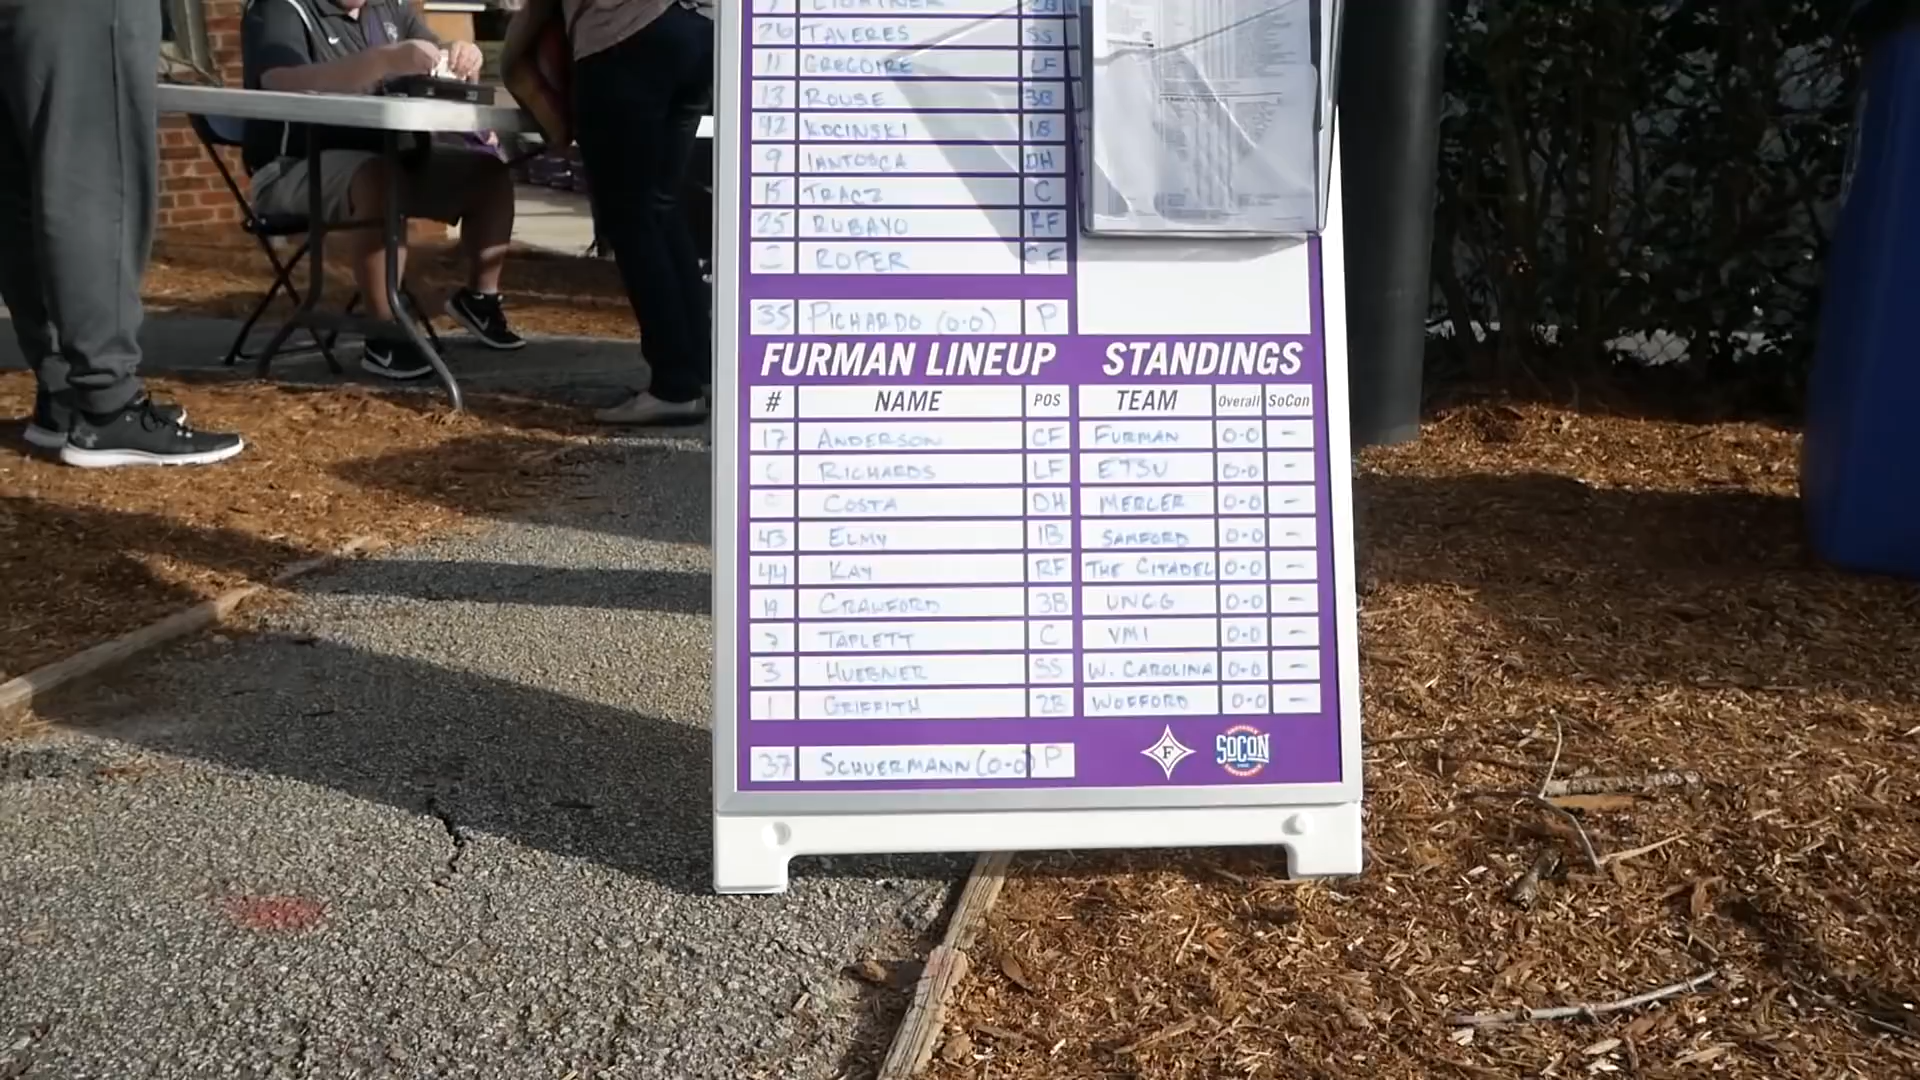 26 TAVERES SS
11 GREGOIRE LF
13 ROUSE 3B
42 KOCINSKI 1B
9 IANTOSCA DH
15 TRACZ C
25 RUBAYO RF
2 ROPER CF
35 PICHARDO (0-0) P
FURMAN LINEUP
# NAME POS
17 ANDERSON CF
6 RICHARDS LF
COSTA DH
43 ELMY 1B
44 KAY RF
19 CRAWFORD 3B
7 TAPLETT C
3 HUEBNER SS
1 GRIFFITH 2B
37 SCHUERMANN (0-0) P
STANDINGS
TEAM Overall SoCon
FURMAN 0-0 -
ETSU 0-0 -
MERCER 0-0 -
SAMFORD 0-0 -
THE CITADEL 0-0 -
UNCG 0-0 -
VMI 0-0 -
W. CAROLINA 0-0 -
WOFFORD 0-0 -
F
SOCON